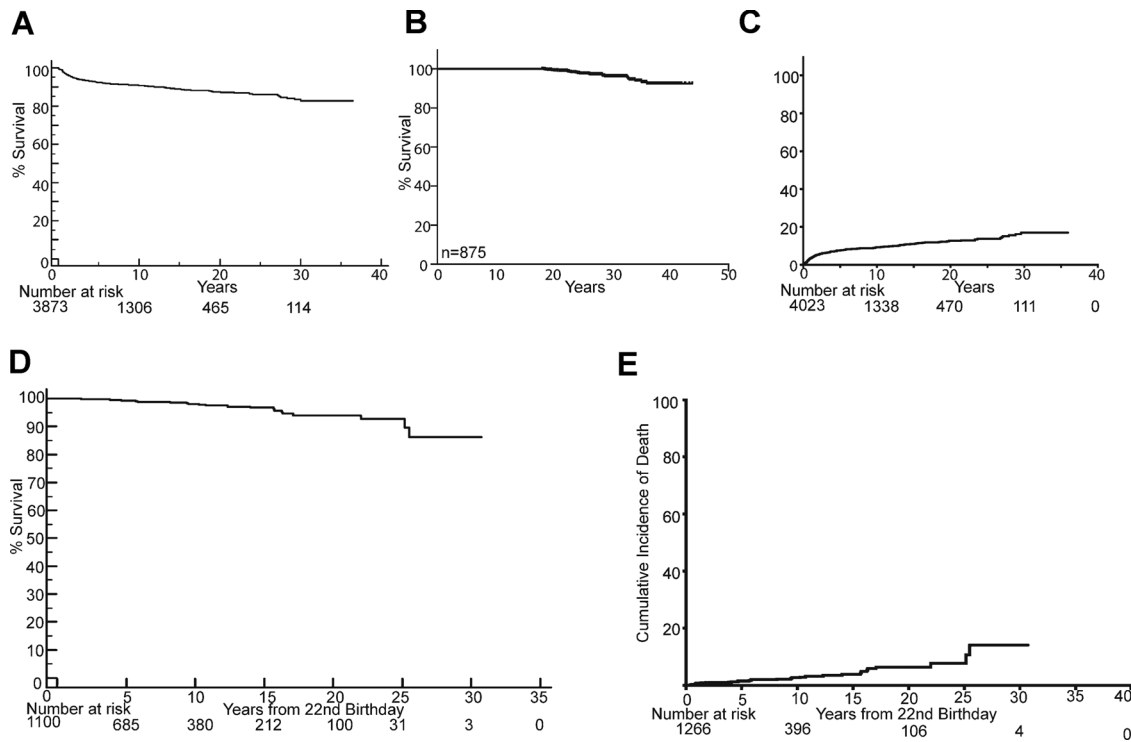 A
100
80
60
40
20
0
% Survival
0 10 20 30 40
Number at risk Years
3873 1306 465 114
B
100
80
60
40
20
0
% Survival
n=875
0 10 20 30 40 50
Years
C
100
80
60
40
20
0
0 10 20 30 40
Number at risk Years
4023 1338 470 111 0
D
100
90
80
70
60
50
40
30
20
10
0
% Survival
0 5 10 15 20 25 30 35
Number at risk Years from 22nd Birthday
1100 685 380 212 100 31 3 0
E
100
80
60
40
20
Cumulative Incidence of Death
0 5 10 15 20 25 30 35 40
Number at risk Years from 22nd Birthday
1266 396 106 4 0